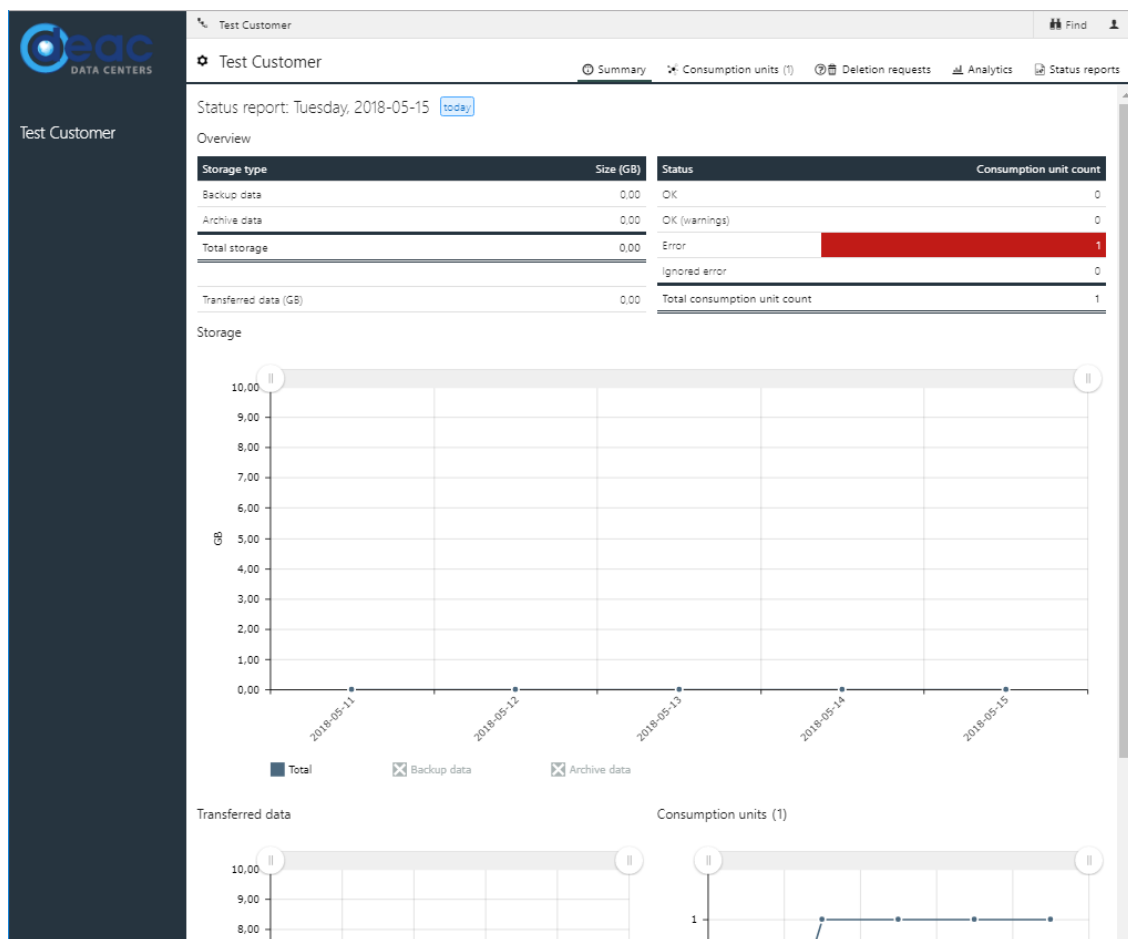 deac
DATA CENTERS
Test Customer
Test Customer
Find
Test Customer
Summary
Consumption units (1)
Deletion requests
Analytics
Status reports
Status report: Tuesday, 2018-05-15 today
Overview
Storage type Size (GB)
Backup data 0,00
Archive data 0,00
Total storage 0,00
Transferred data (GB) 0,00
Status Consumption unit count
OK 0
OK (warnings) 0
Error 1
Ignored error 0
Total consumption unit count 1
Storage
10,00
9,00
8,00
7,00
6,00
5,00
4,00
3,00
2,00
1,00
0,00
GB
2018-05-11
2018-05-12
2018-05-13
2018-05-14
2018-05-15
Total
Backup data
Archive data
Transferred data
10,00
9,00
8,00
Consumption units (1)
1